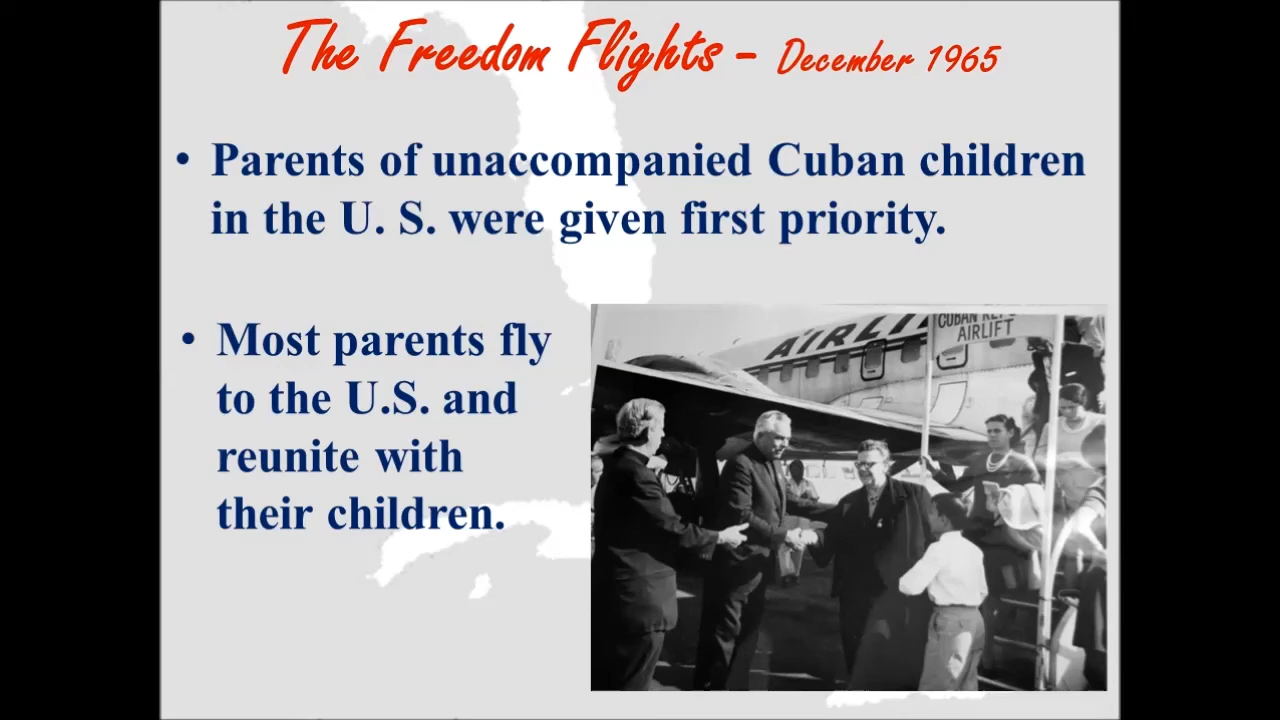 The Freedom Flights - December 1965
• Parents of unaccompanied Cuban children
in the U. S. were given first priority.
• Most parents fly
to the U.S. and
reunite with
their children.
CUBAN
AIRLIFT